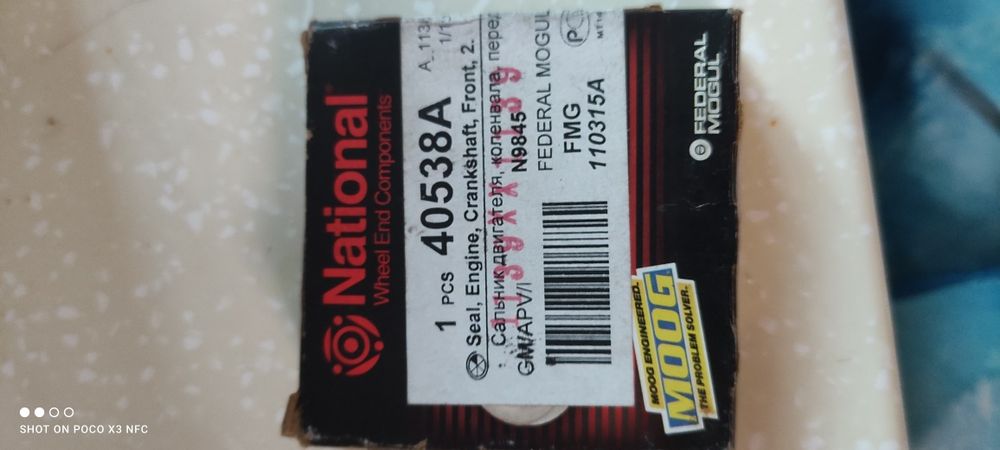 National
Wheel End Components
1 PCS 40538A
Seal, Engine, Crankshaft, Front, 2.
Сальник двигателя, коленвала, перед
GM/APV/I N9845
FEDERAL MOGUL
FMG
110315A
FEDERAL
MOGUL
MOOG ENGINEERED.
MOOG
THE PROBLEM SOLVER.
SHOT ON POCO X3 NFC